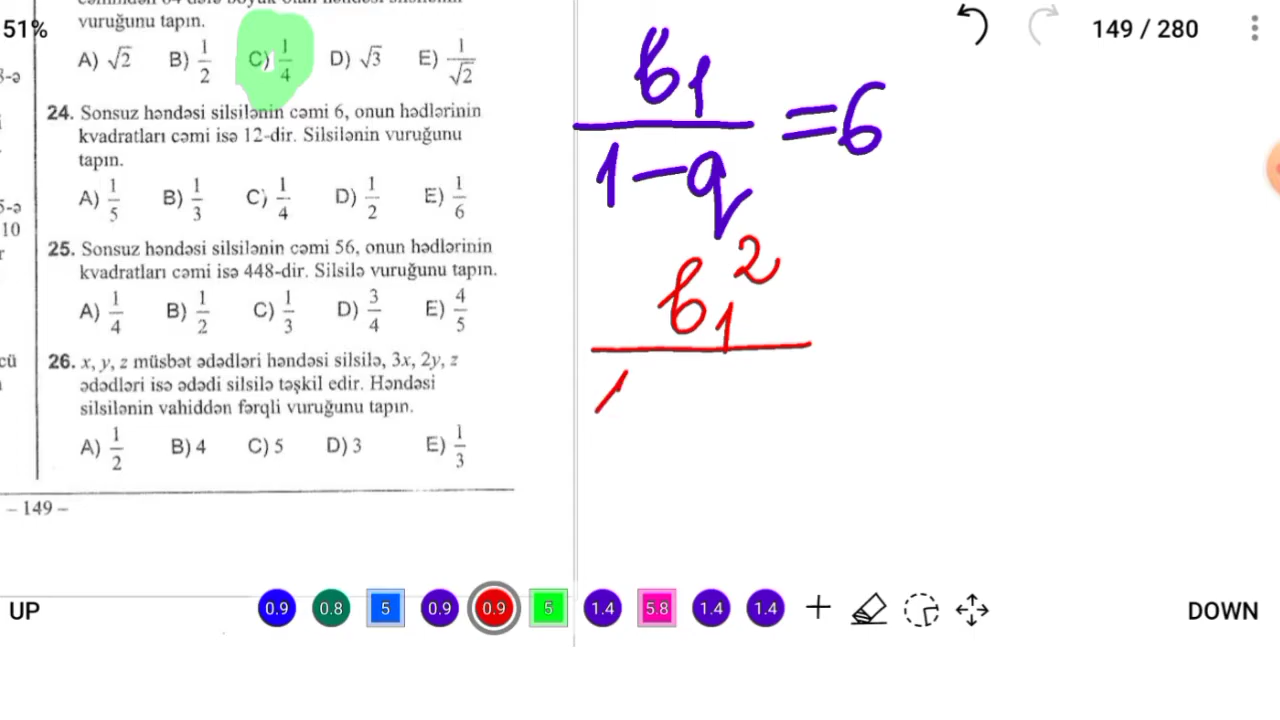 51%
149 / 280
vuruğunu tapın.
A) √2 B) 1/2 C) 1/4 D) √3 E) 1/√2
24. Sonsuz həndəsi silsilənin cəmi 6, onun hədlərinin
kvadratları cəmi isə 12-dir. Silsilənin vuruğunu
tapın.
A) 1/5 B) 1/3 C) 1/4 D) 1/2 E) 1/6
25. Sonsuz həndəsi silsilənin cəmi 56, onun hədlərinin
kvadratları cəmi isə 448-dir. Silsilə vuruğunu tapın.
A) 1/4 B) 1/2 C) 1/3 D) 3/4 E) 4/5
26. x, y, z müsbət ədədləri həndəsi silsilə, 3x, 2y, z
ədədləri isə ədədi silsilə təşkil edir. Həndəsi
silsilənin vahiddən fərqli vuruğunu tapın.
A) 1/2 B) 4 C) 5 D) 3 E) 1/3
– 149 –
b₁/(1–q) = 6
b₁²
1
UP 0.9 0.8 5 0.9 0.9 5 1.4 5.8 1.4 1.4 + DOWN